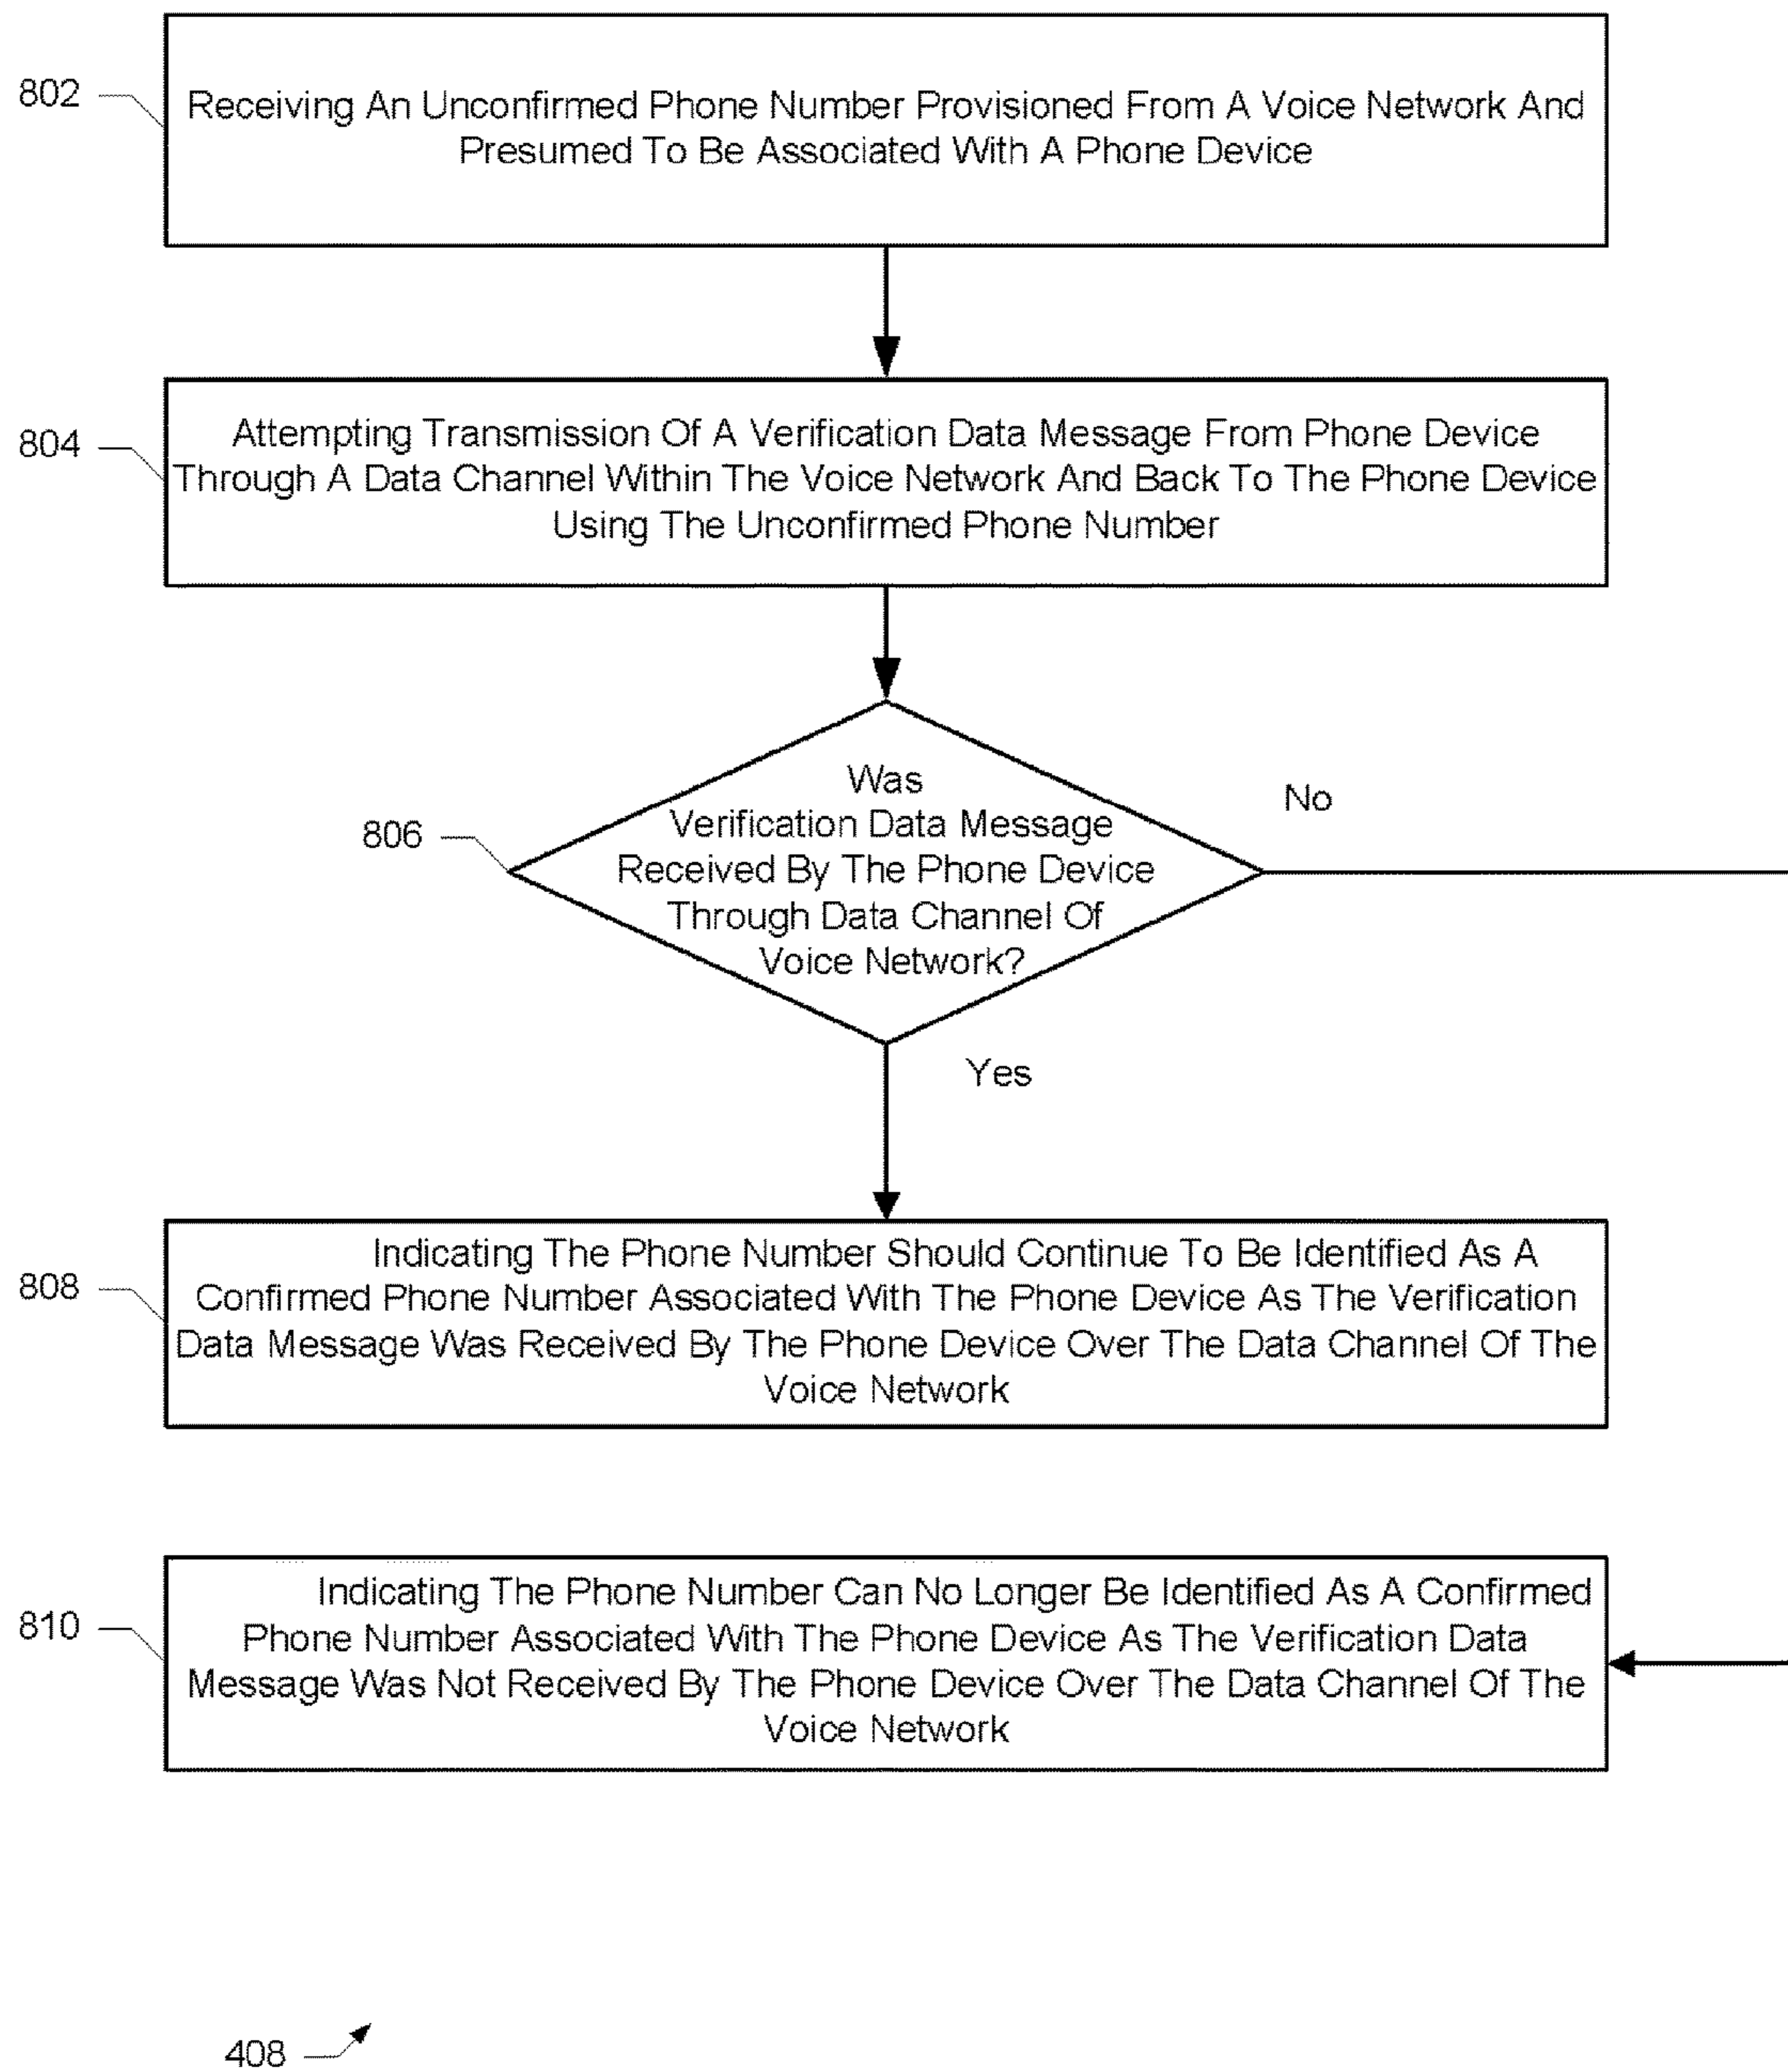 802
Receiving An Unconfirmed Phone Number Provisioned From A Voice Network And
Presumed To Be Associated With A Phone Device
804
Attempting Transmission Of A Verification Data Message From Phone Device
Through A Data Channel Within The Voice Network And Back To The Phone Device
Using The Unconfirmed Phone Number
806
Was
Verification Data Message
Received By The Phone Device
Through Data Channel Of
Voice Network?
No
Yes
808
Indicating The Phone Number Should Continue To Be Identified As A
Confirmed Phone Number Associated With The Phone Device As The Verification
Data Message Was Received By The Phone Device Over The Data Channel Of The
Voice Network
810
Indicating The Phone Number Can No Longer Be Identified As A Confirmed
Phone Number Associated With The Phone Device As The Verification Data
Message Was Not Received By The Phone Device Over The Data Channel Of The
Voice Network
408